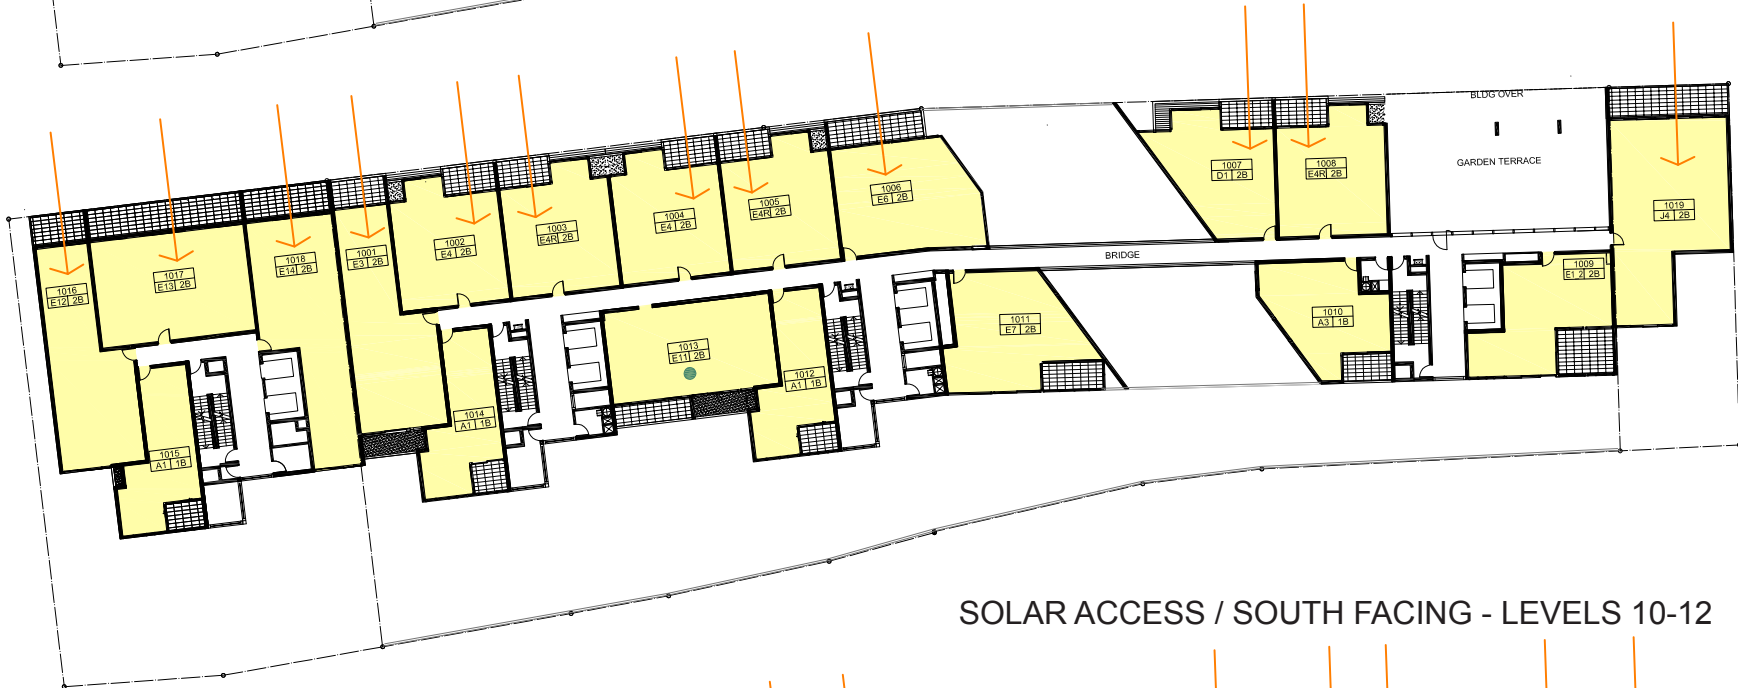 BLDG OVER
GARDEN TERRACE
1007
D1 2B
1008
E4R 2B
1006
E6 2B
1005
E4R 2B
1004
E4 2B
1003
E4R 2B
1002
E4 2B
1001
E3 2B
1018
E14 2B
1017
E13 2B
1016
E12 2B
1019
J4 2B
BRIDGE
1009
E1.2 2B
1010
A3 1B
1011
E7 2B
1013
E11 2B
1012
A1 1B
1014
A1 1B
1015
A1 1B
SOLAR ACCESS / SOUTH FACING - LEVELS 10-12